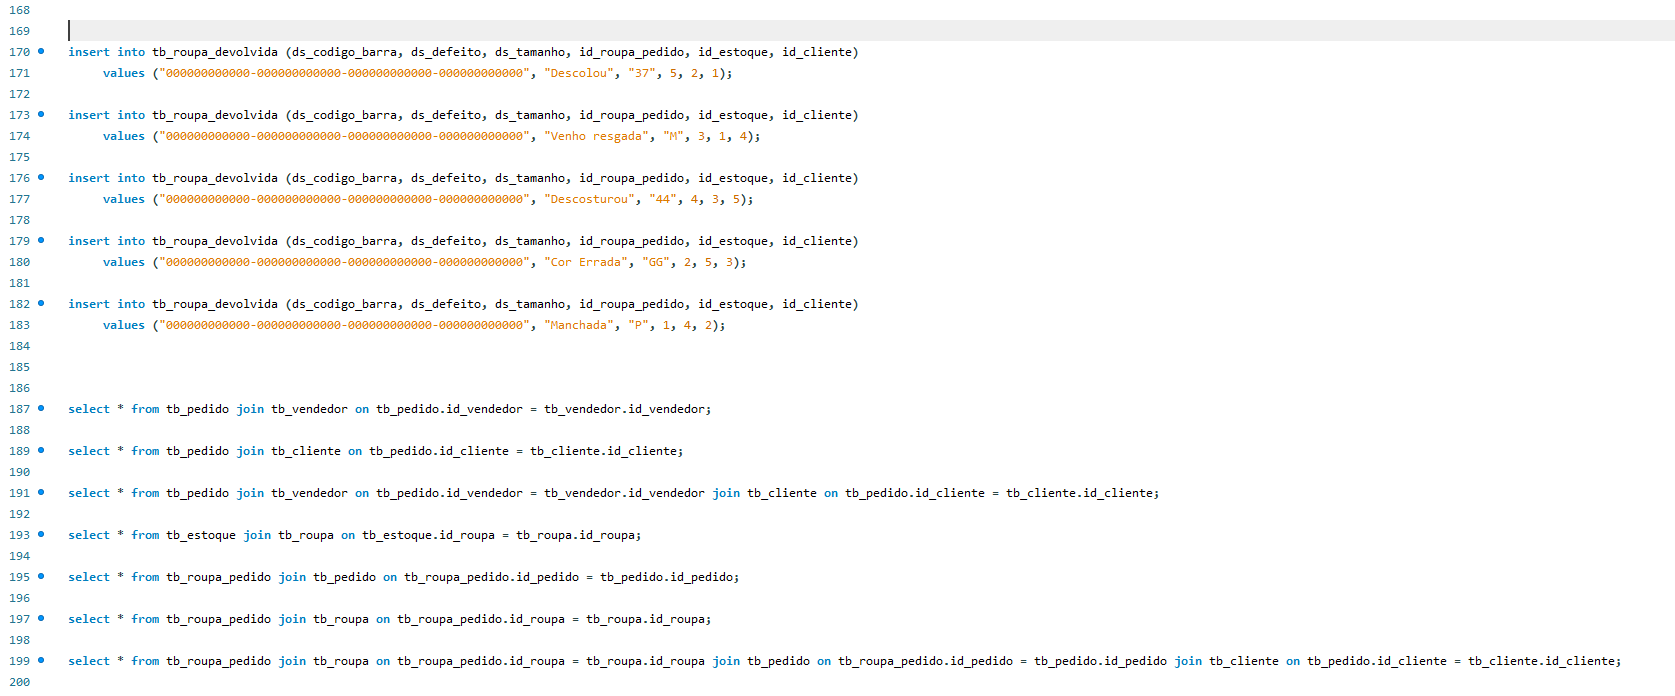 168
169
170 insert into tb_roupa_devolvida (ds_codigo_barra, ds_defeito, ds_tamanho, id_roupa_pedido, id_estoque, id_cliente)
171 values ("000000000000-000000000000-000000000000-000000000000", "Descolou", "37", 5, 2, 1);
172
173 insert into tb_roupa_devolvida (ds_codigo_barra, ds_defeito, ds_tamanho, id_roupa_pedido, id_estoque, id_cliente)
174 values ("000000000000-000000000000-000000000000-000000000000", "Venho resgada", "M", 3, 1, 4);
175
176 insert into tb_roupa_devolvida (ds_codigo_barra, ds_defeito, ds_tamanho, id_roupa_pedido, id_estoque, id_cliente)
177 values ("000000000000-000000000000-000000000000-000000000000", "Descosturou", "44", 4, 3, 5);
178
179 insert into tb_roupa_devolvida (ds_codigo_barra, ds_defeito, ds_tamanho, id_roupa_pedido, id_estoque, id_cliente)
180 values ("000000000000-000000000000-000000000000-000000000000", "Cor Errada", "GG", 2, 5, 3);
181
182 insert into tb_roupa_devolvida (ds_codigo_barra, ds_defeito, ds_tamanho, id_roupa_pedido, id_estoque, id_cliente)
183 values ("000000000000-000000000000-000000000000-000000000000", "Manchada", "P", 1, 4, 2);
184
185
186
187 select * from tb_pedido join tb_vendedor on tb_pedido.id_vendedor = tb_vendedor.id_vendedor;
188
189 select * from tb_pedido join tb_cliente on tb_pedido.id_cliente = tb_cliente.id_cliente;
190
191 select * from tb_pedido join tb_vendedor on tb_pedido.id_vendedor = tb_vendedor.id_vendedor join tb_cliente on tb_pedido.id_cliente = tb_cliente.id_cliente;
192
193 select * from tb_estoque join tb_roupa on tb_estoque.id_roupa = tb_roupa.id_roupa;
194
195 select * from tb_roupa_pedido join tb_pedido on tb_roupa_pedido.id_pedido = tb_pedido.id_pedido;
196
197 select * from tb_roupa_pedido join tb_roupa on tb_roupa_pedido.id_roupa = tb_roupa.id_roupa;
198
199 select * from tb_roupa_pedido join tb_roupa on tb_roupa_pedido.id_roupa = tb_roupa.id_roupa join tb_pedido on tb_roupa_pedido.id_pedido = tb_pedido.id_pedido join tb_cliente on tb_pedido.id_cliente = tb_cliente.id_cliente;
200